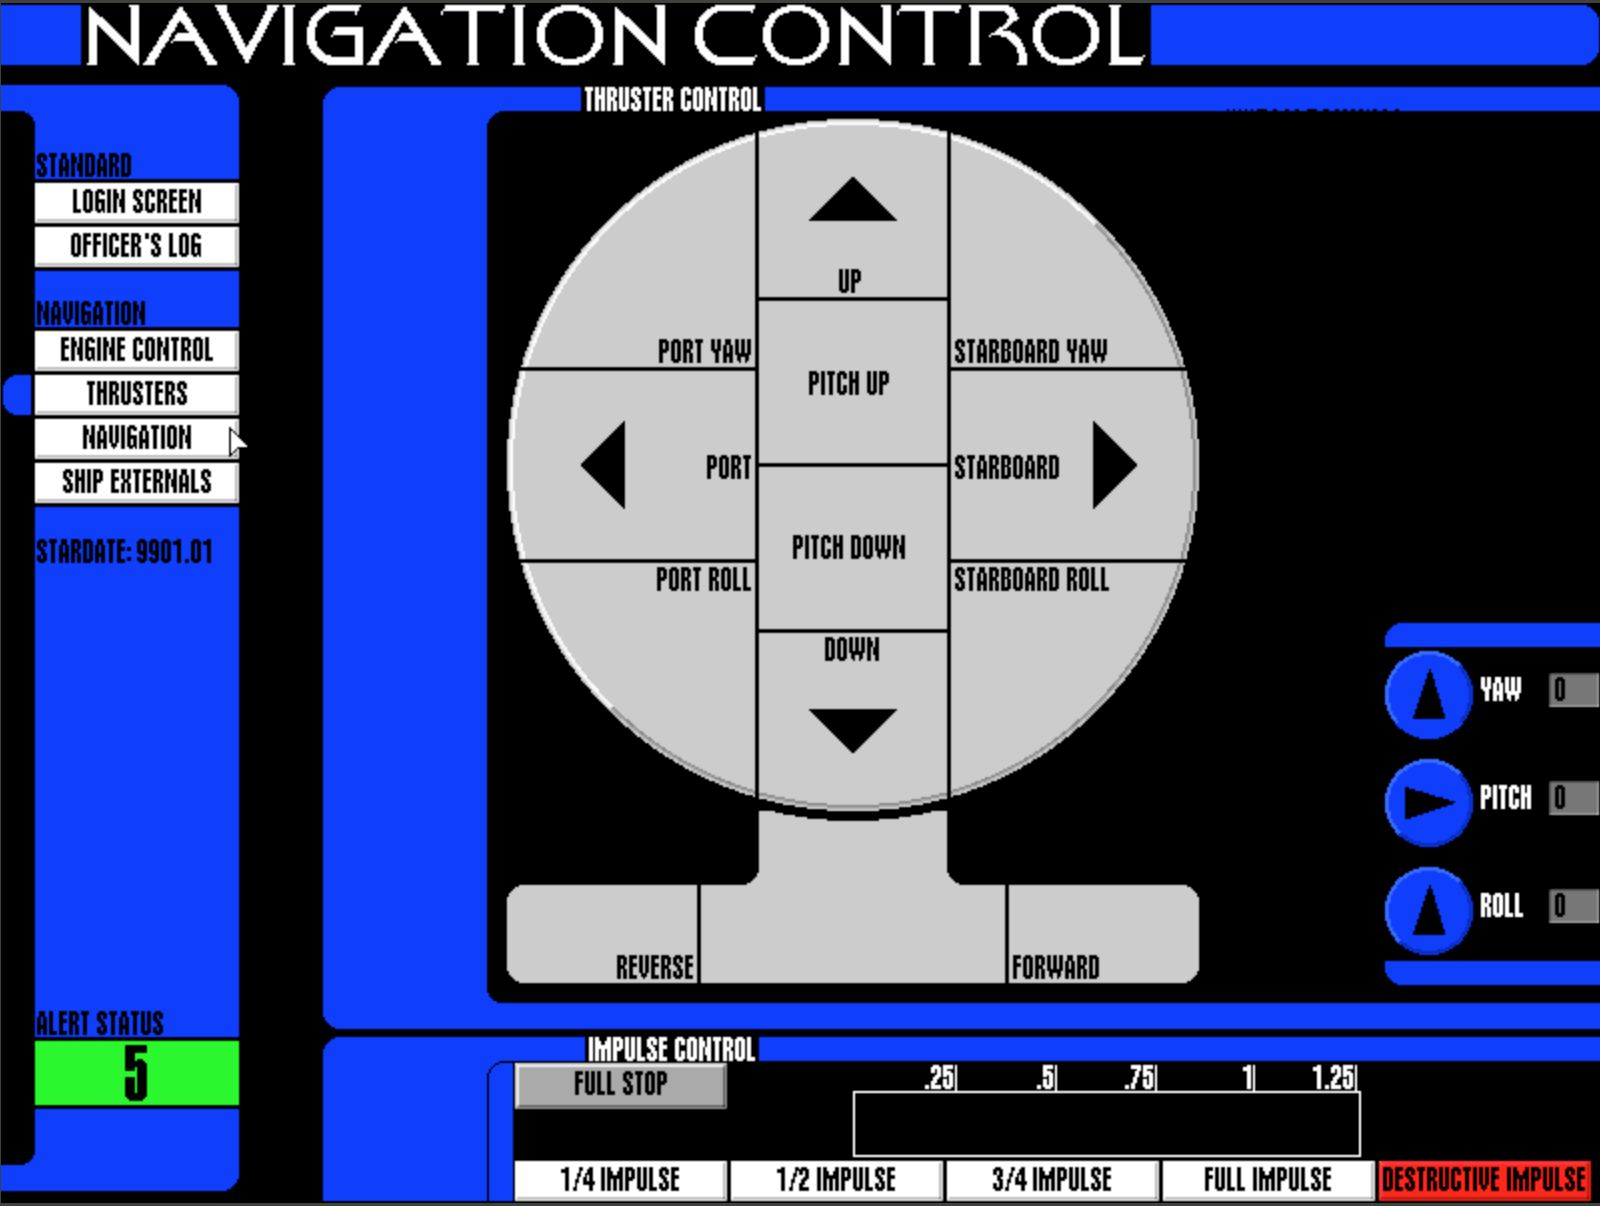 NAVIGATION CONTROL
THRUSTER CONTROL
STANDARD
LOGIN SCREEN
OFFICER'S LOG
NAVIGATION
ENGINE CONTROL
THRUSTERS
NAVIGATION
SHIP EXTERNALS
STARDATE: 9901.01
ALERT STATUS
5
UP
PORT YAW
STARBOARD YAW
PITCH UP
PORT
STARBOARD
PITCH DOWN
PORT ROLL
STARBOARD ROLL
DOWN
REVERSE
FORWARD
YAW 0
PITCH 0
ROLL 0
IMPULSE CONTROL
FULL STOP
.25 .5 .75 1 1.25
1/4 IMPULSE
1/2 IMPULSE
3/4 IMPULSE
FULL IMPULSE
DESTRUCTIVE IMPULSE